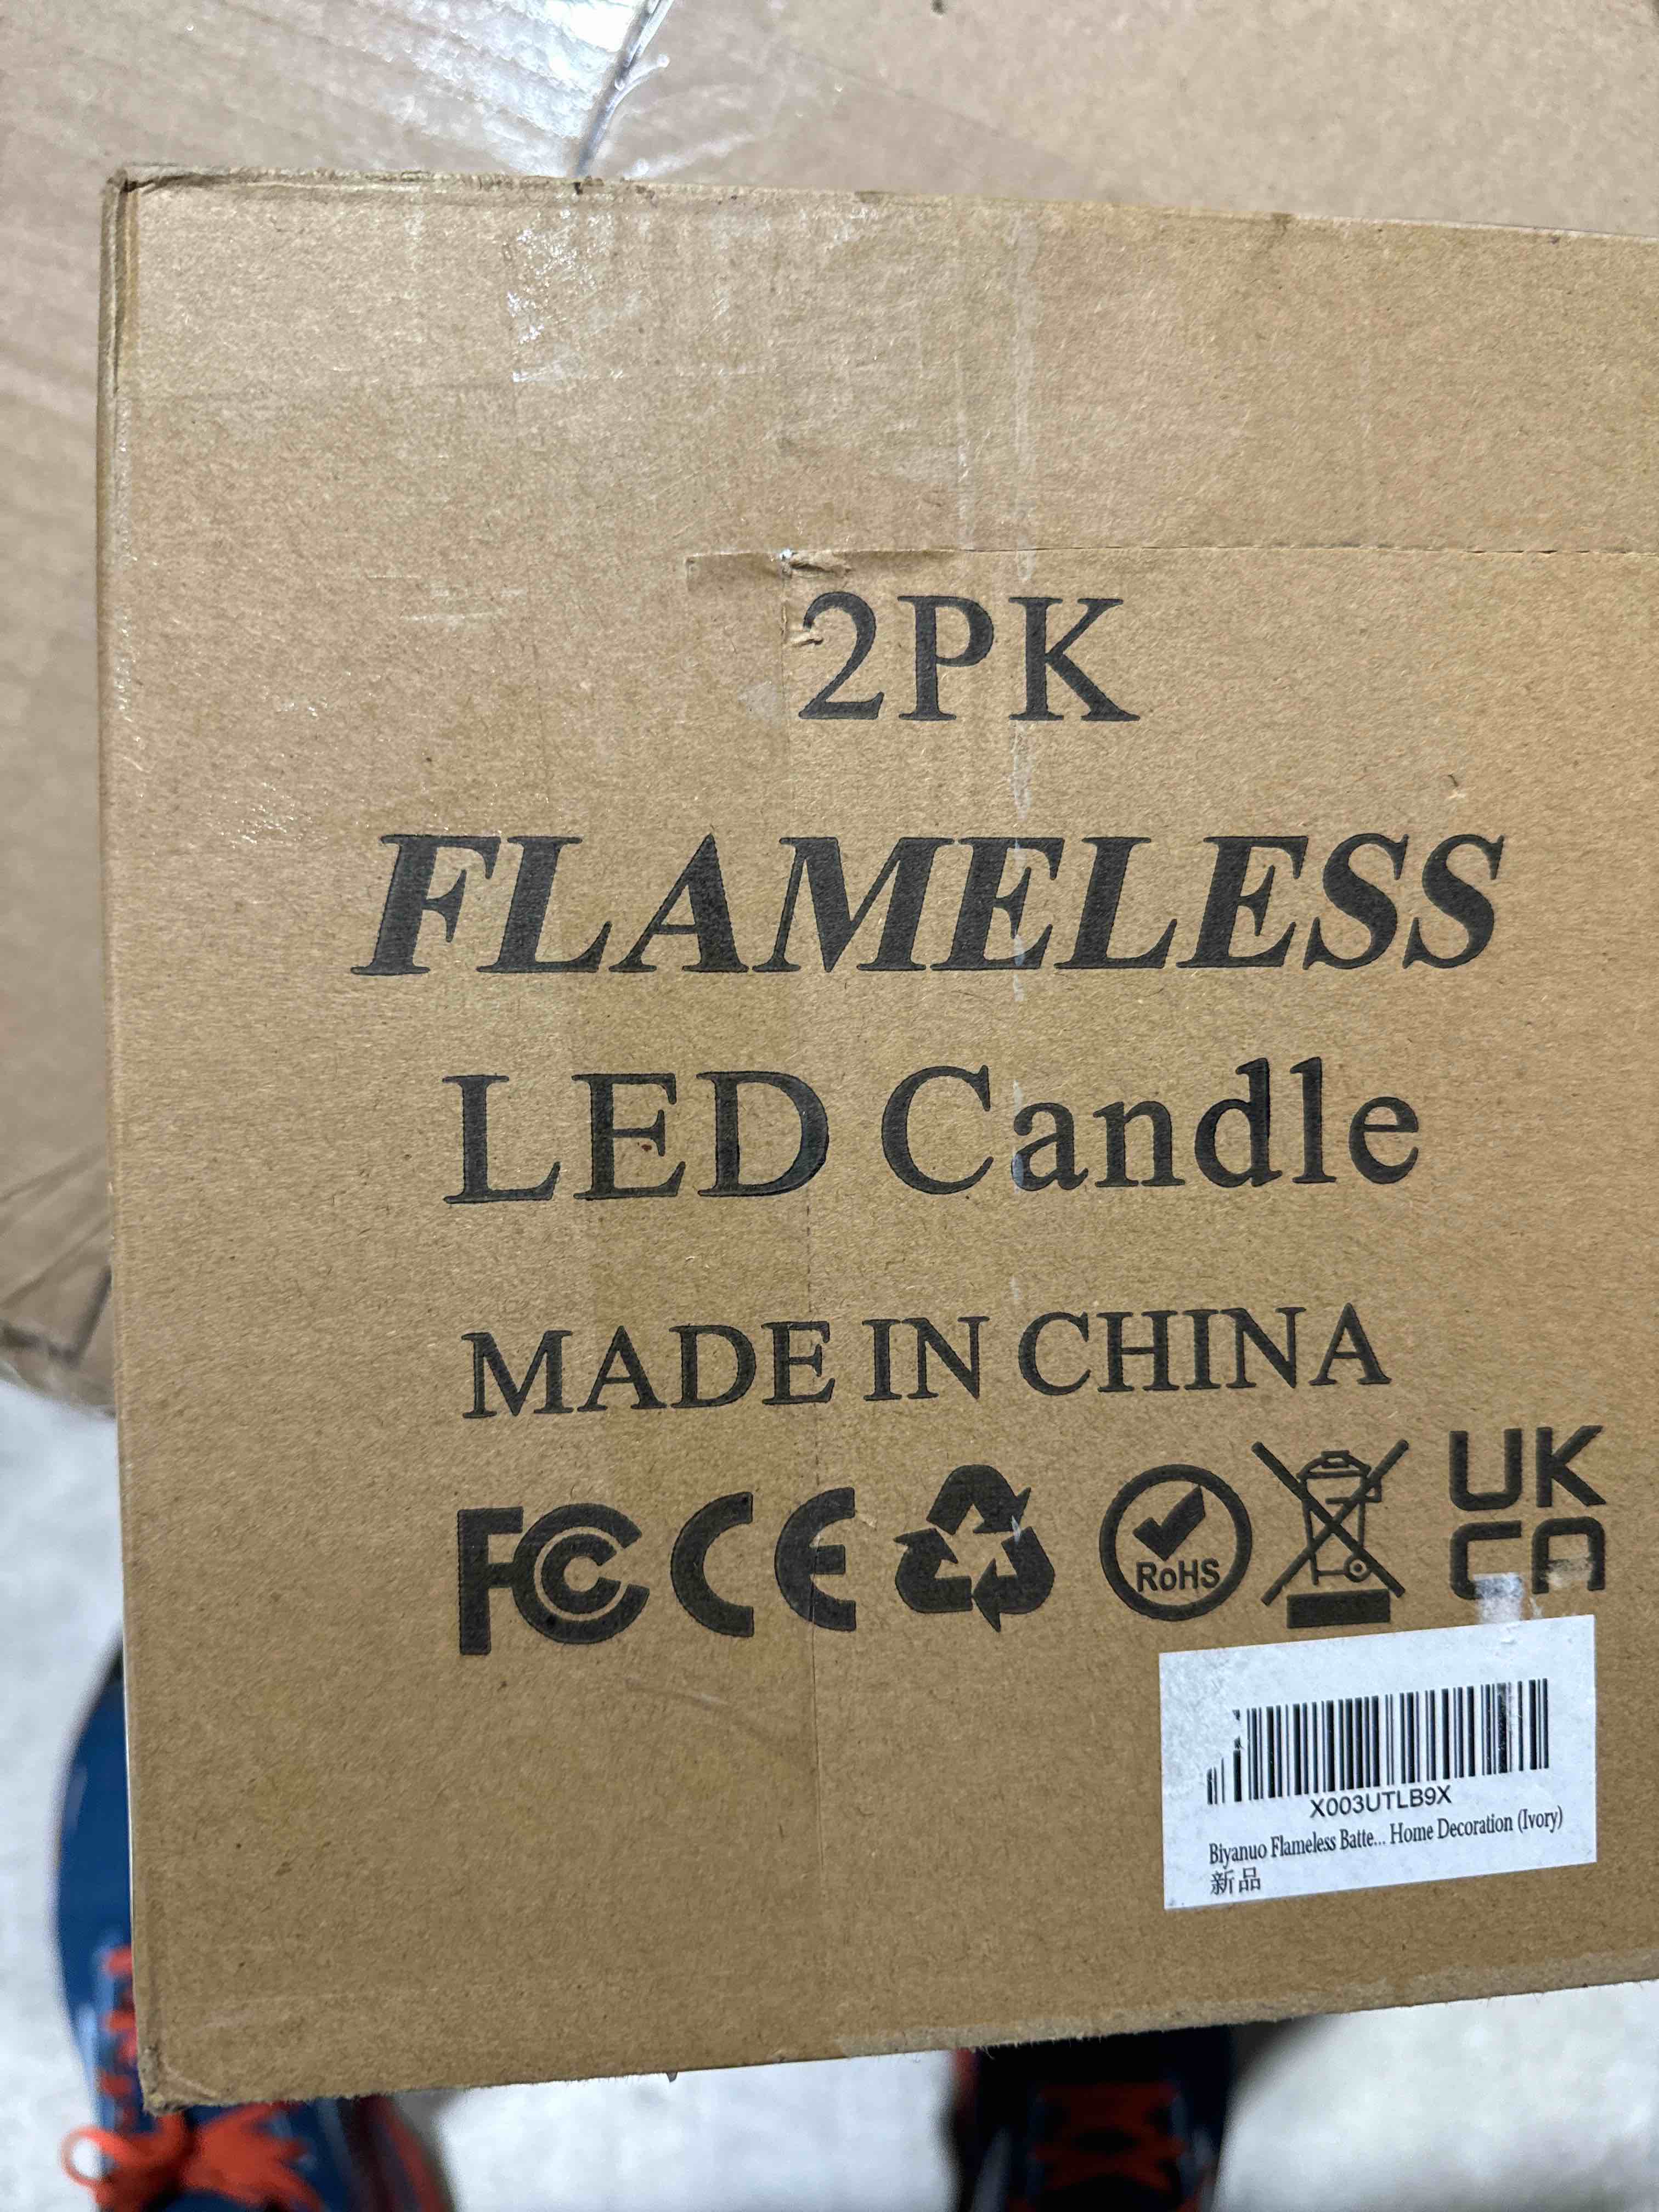 2PK
FLAMELESS
LED Candle
MADE IN CHINA
FC CE RoHS UK
CA
X003UTLB9X
Biyanuo Flameless Batte... Home Decoration (Ivory)
新品